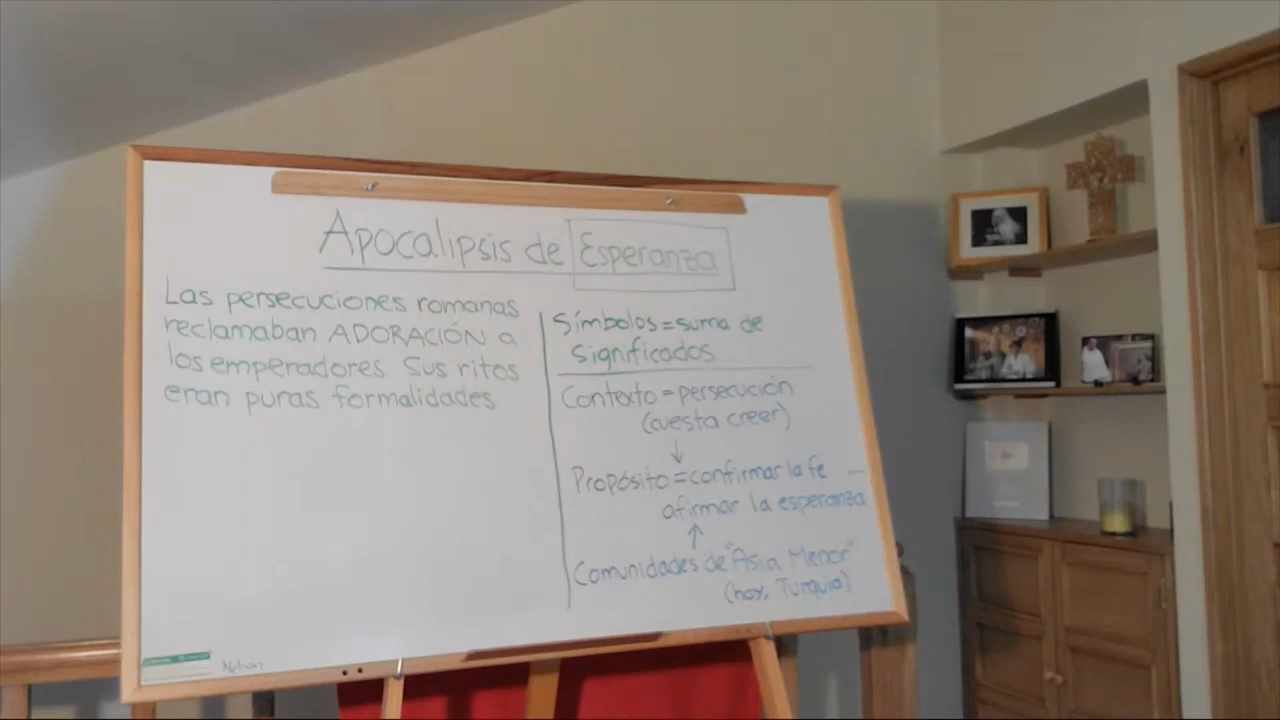 Apocalipsis de Esperanza
Las persecuciones romanas
reclamaban ADORACIÓN a
los emperadores Sus ritos
eran puras formalidades
Símbolos = suma de
significados
Contexto = persecución
(cuesta creer)
↓
Propósito = confirmar la fe
afirmar la esperanza
↑
Comunidades de "Asia Menor"
(hoy, Turquía)
Nelson